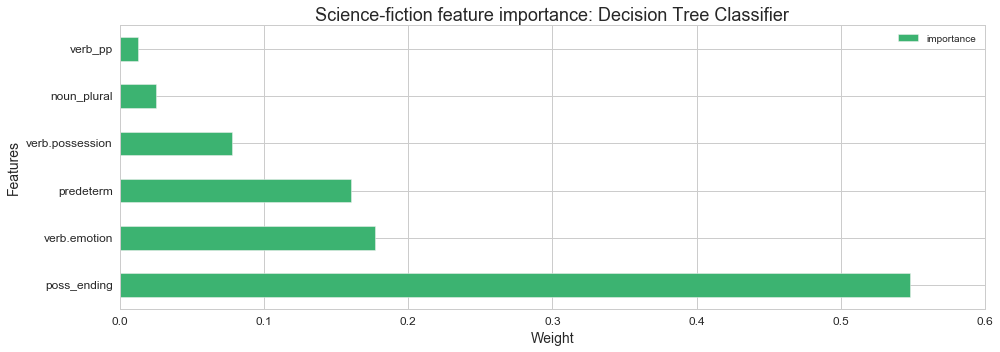 Science-fiction feature importance: Decision Tree Classifier
importance
Features
verb_pp
noun_plural
verb.possession
predeterm
verb.emotion
poss_ending
0.0 0.1 0.2 0.3 0.4 0.5 0.6
Weight